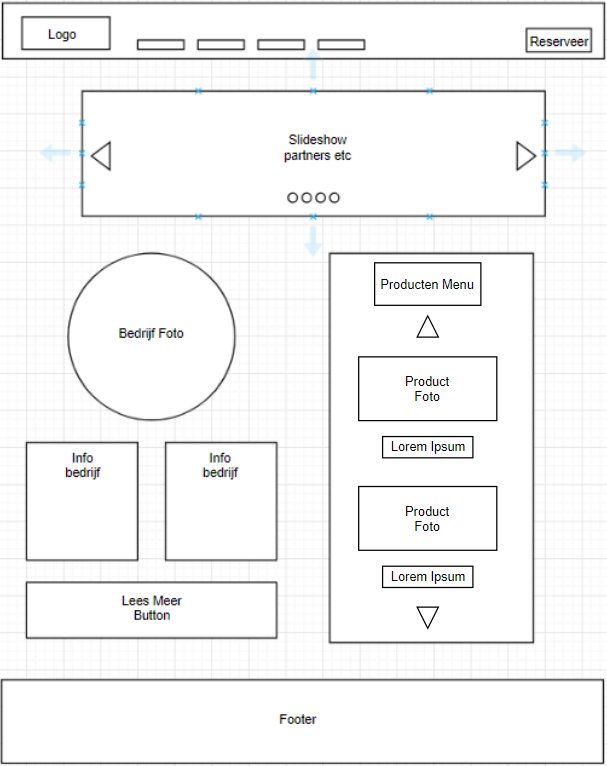 Logo
Reserveer
Slideshow
partners etc
Bedrijf Foto
Info
bedrijf
Info
bedrijf
Lees Meer
Button
Producten Menu
Product
Foto
Lorem Ipsum
Product
Foto
Lorem Ipsum
Footer